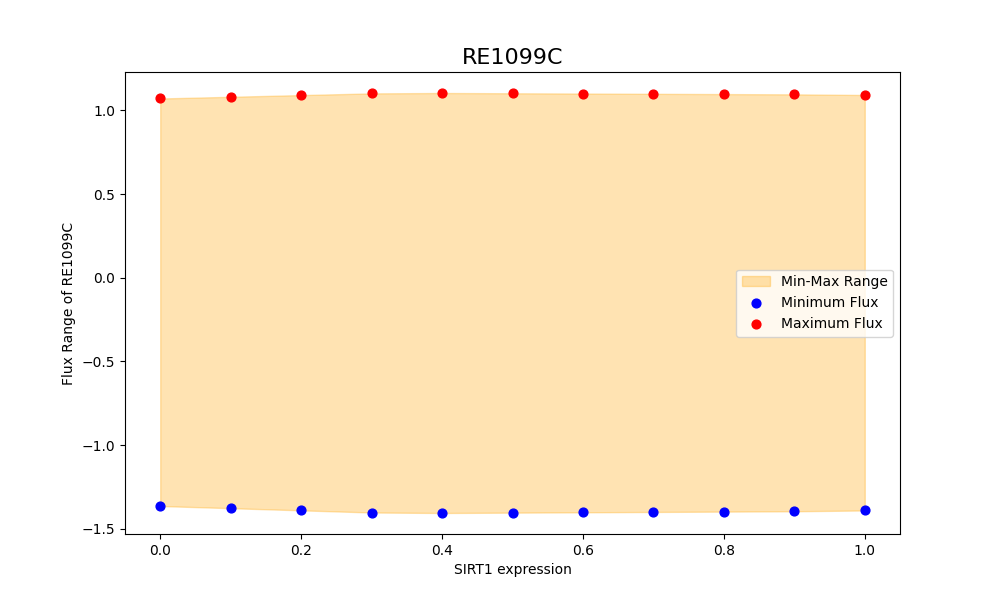 RE1099C
Flux Range of RE1099C
1.0
0.5
0.0
−0.5
−1.0
−1.5
Min-Max Range
Minimum Flux
Maximum Flux
0.0
0.2
0.4
0.6
0.8
1.0
SIRT1 expression